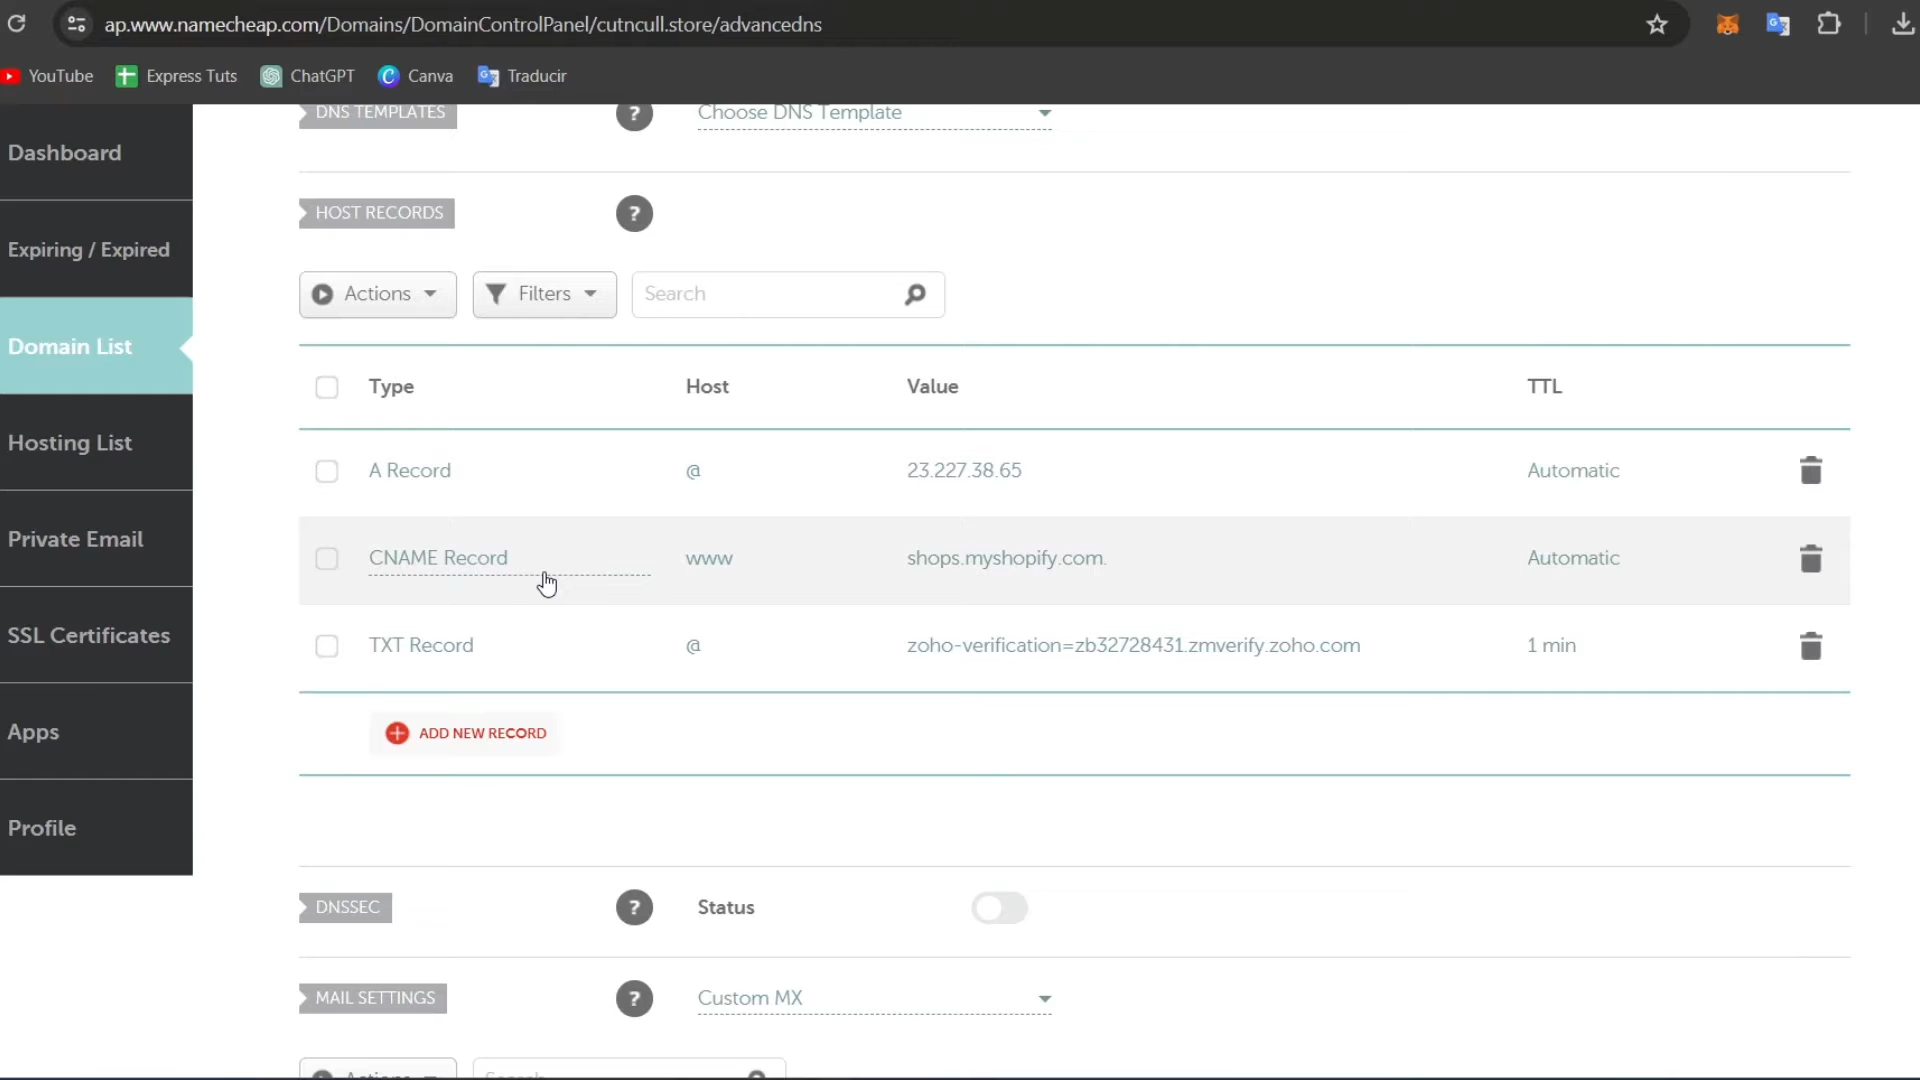 ap.www.namecheap.com/Domains/DomainControlPanel/cutncull.store/advancedns
YouTube Express Tuts ChatGPT Canva Traducir
DNS TEMPLATES ? Choose DNS Template
Dashboard
HOST RECORDS ?
Expiring / Expired
Actions Filters Search
Domain List
Type Host Value TTL
Hosting List
A Record @ 23.227.38.65 Automatic
Private Email
CNAME Record www shops.myshopify.com. Automatic
SSL Certificates
TXT Record @ zoho-verification=zb32728431.zmverify.zoho.com 1 min
Apps
ADD NEW RECORD
Profile
DNSSEC ? Status
MAIL SETTINGS ? Custom MX
Actions Search